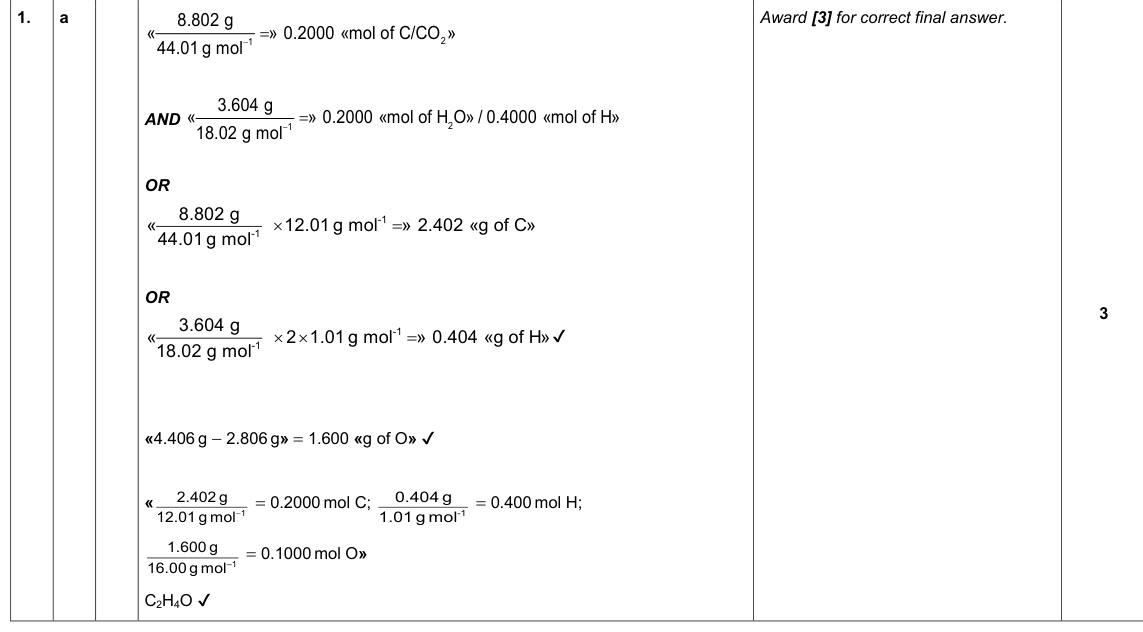 1. a «8.802 g / 44.01 g mol⁻¹ =» 0.2000 «mol of C/CO₂» Award [3] for correct final answer.
AND «3.604 g / 18.02 g mol⁻¹ =» 0.2000 «mol of H₂O» / 0.4000 «mol of H»
OR
«8.802 g / 44.01 g mol⁻¹ ×12.01 g mol⁻¹ =» 2.402 «g of C»
OR
3
«3.604 g / 18.02 g mol⁻¹ ×2×1.01 g mol⁻¹ =» 0.404 «g of H» ✓
«4.406 g – 2.806 g» = 1.600 «g of O» ✓
«2.402 g / 12.01 g mol⁻¹ = 0.2000 mol C; 0.404 g / 1.01 g mol⁻¹ = 0.400 mol H;
1.600 g / 16.00 g mol⁻¹ = 0.1000 mol O»
C₂H₄O ✓